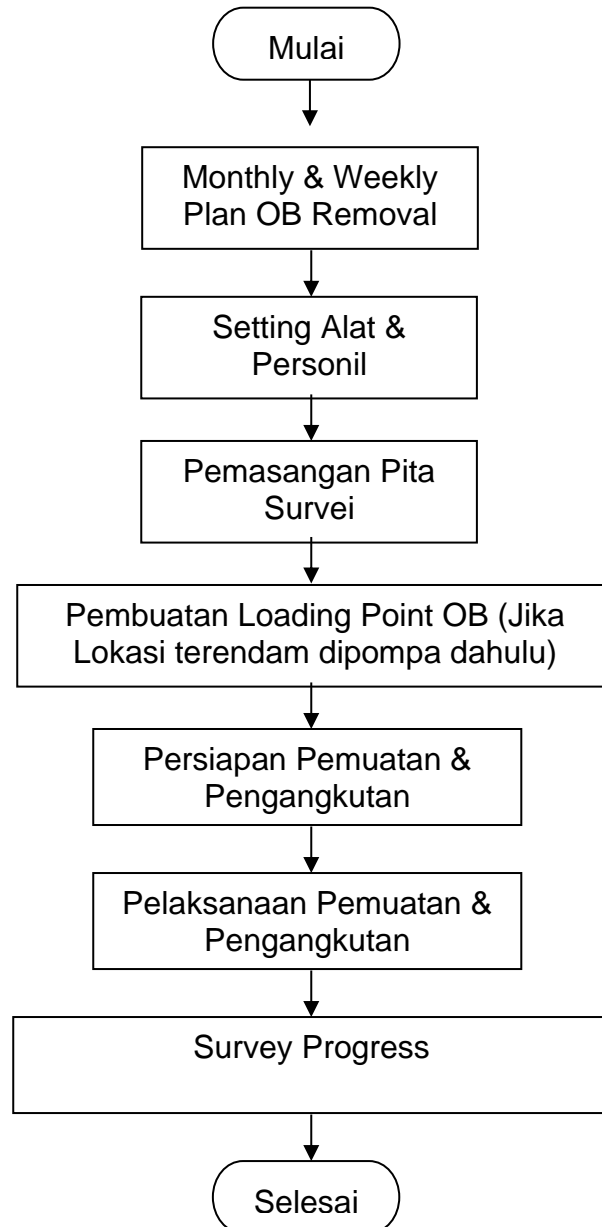 Mulai
Monthly & Weekly
Plan OB Removal
Setting Alat &
Personil
Pemasangan Pita
Survei
Pembuatan Loading Point OB (Jika
Lokasi terendam dipompa dahulu)
Persiapan Pemuatan &
Pengangkutan
Pelaksanaan Pemuatan &
Pengangkutan
Survey Progress
Selesai